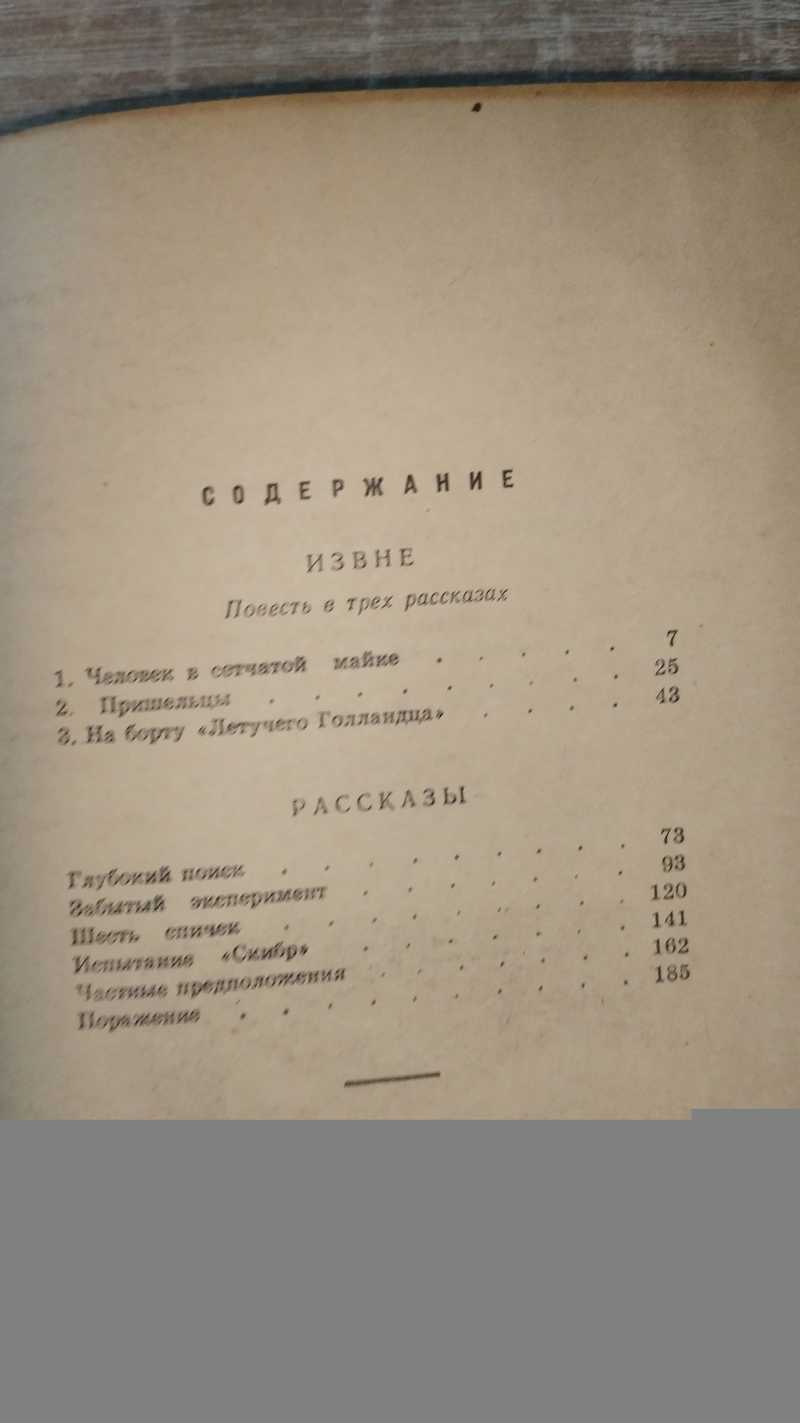 СОДЕРЖАНИЕ
ИЗВНЕ
Повесть в трех рассказах
1. Человек в сетчатой майке . . . . . 7
2. Пришельцы . . . . . . . . . 25
3. На борту «Летучего Голландца» . . . . 43
РАССКАЗЫ
Глубокий поиск . . . . . . . . . 73
Забытый эксперимент . . . . . . . 93
Шесть спичек . . . . . . . . . 120
Испытание «Скибр» . . . . . . . 141
Частные предположения . . . . . . 162
Поражение . . . . . . . . . . 185